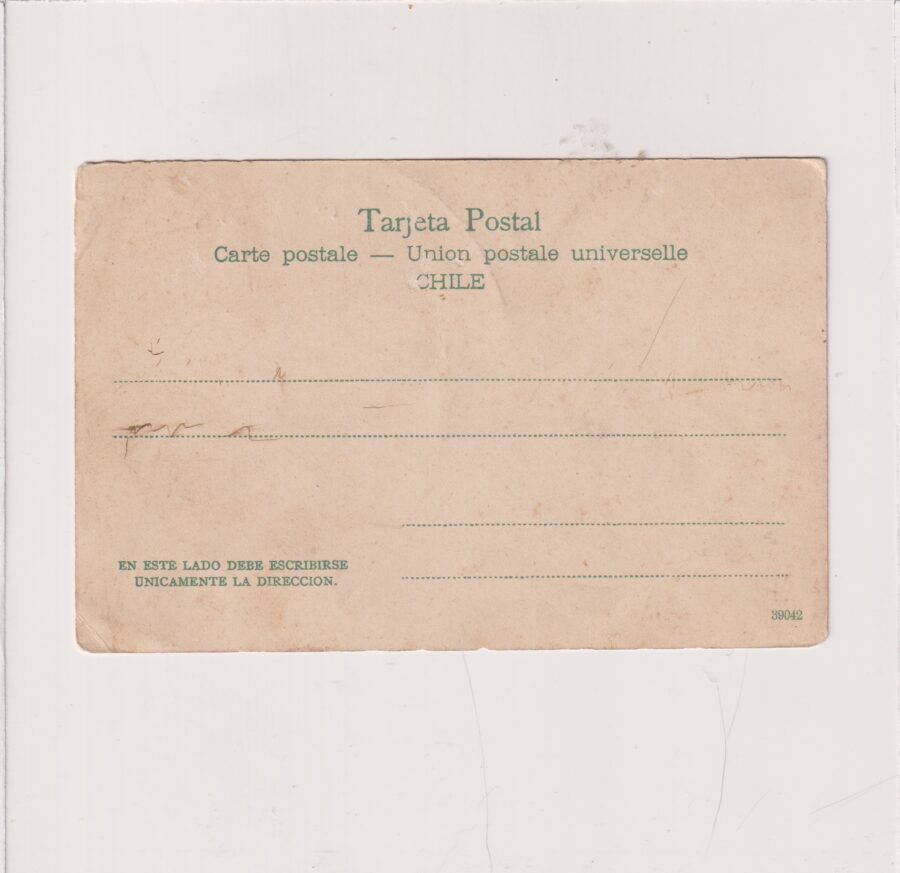 Tarjeta Postal
Carte postale — Union postale universelle
CHILE
EN ESTE LADO DEBE ESCRIBIRSE
UNICAMENTE LA DIRECCION.
39042